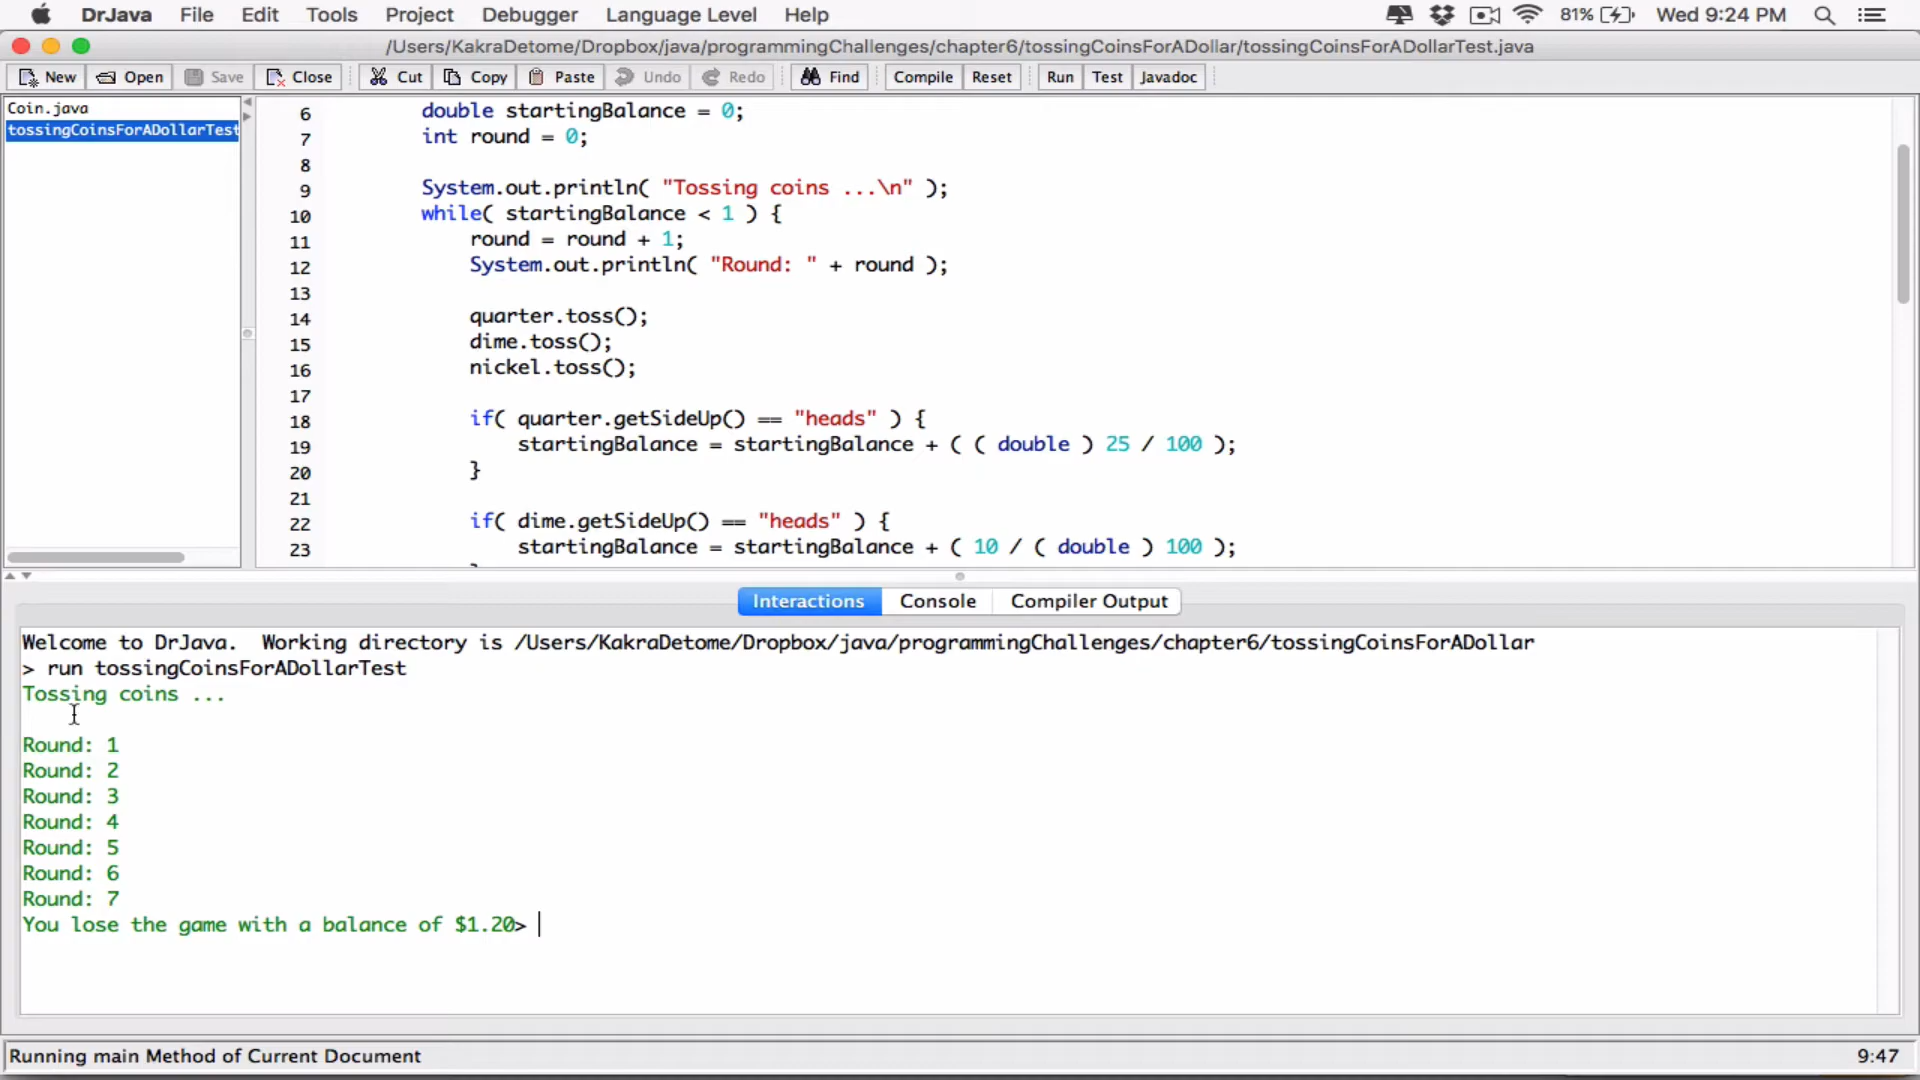 DrJava File Edit Tools Project Debugger Language Level Help 81% Wed 9:24 PM
/Users/KakraDetome/Dropbox/java/programmingChallenges/chapter6/tossingCoinsForADollar/tossingCoinsForADollarTest.java
New Open Save Close Cut Copy Paste Undo Redo Find Compile Reset Run Test Javadoc
Coin.java
tossingCoinsForADollarTest
6 double startingBalance = 0;
7 int round = 0;
8
9 System.out.println( "Tossing coins ...\n" );
10 while( startingBalance < 1 ) {
11 round = round + 1;
12 System.out.println( "Round: " + round );
13
14 quarter.toss();
15 dime.toss();
16 nickel.toss();
17
18 if( quarter.getSideUp() == "heads" ) {
19 startingBalance = startingBalance + ( ( double ) 25 / 100 );
20 }
21
22 if( dime.getSideUp() == "heads" ) {
23 startingBalance = startingBalance + ( 10 / ( double ) 100 );
Interactions Console Compiler Output
Welcome to DrJava. Working directory is /Users/KakraDetome/Dropbox/java/programmingChallenges/chapter6/tossingCoinsForADollar
> run tossingCoinsForADollarTest
Tossing coins ...
Round: 1
Round: 2
Round: 3
Round: 4
Round: 5
Round: 6
Round: 7
You lose the game with a balance of $1.20>
Running main Method of Current Document 9:47